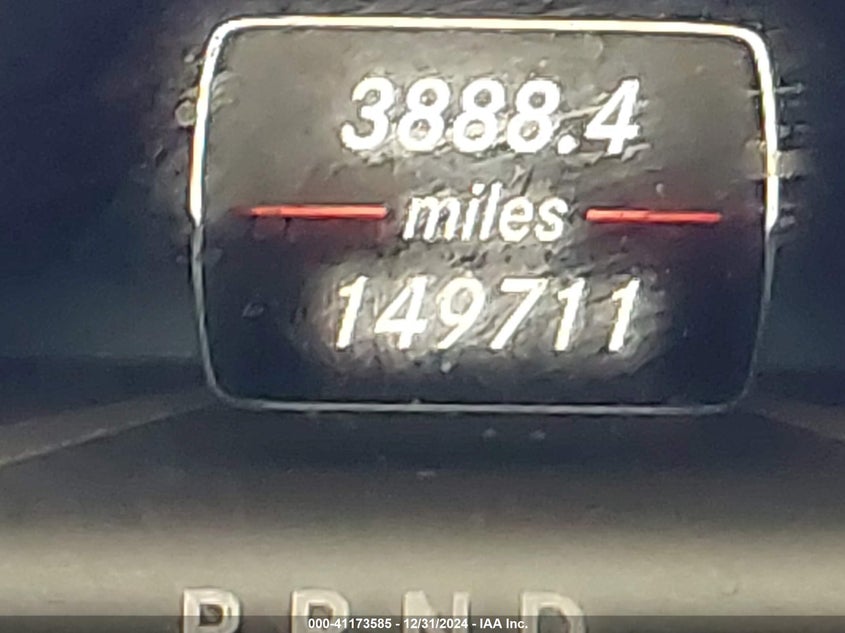 3888.4
miles
149711
P R N D
000-41173585 - 12/31/2024 - IAA Inc.